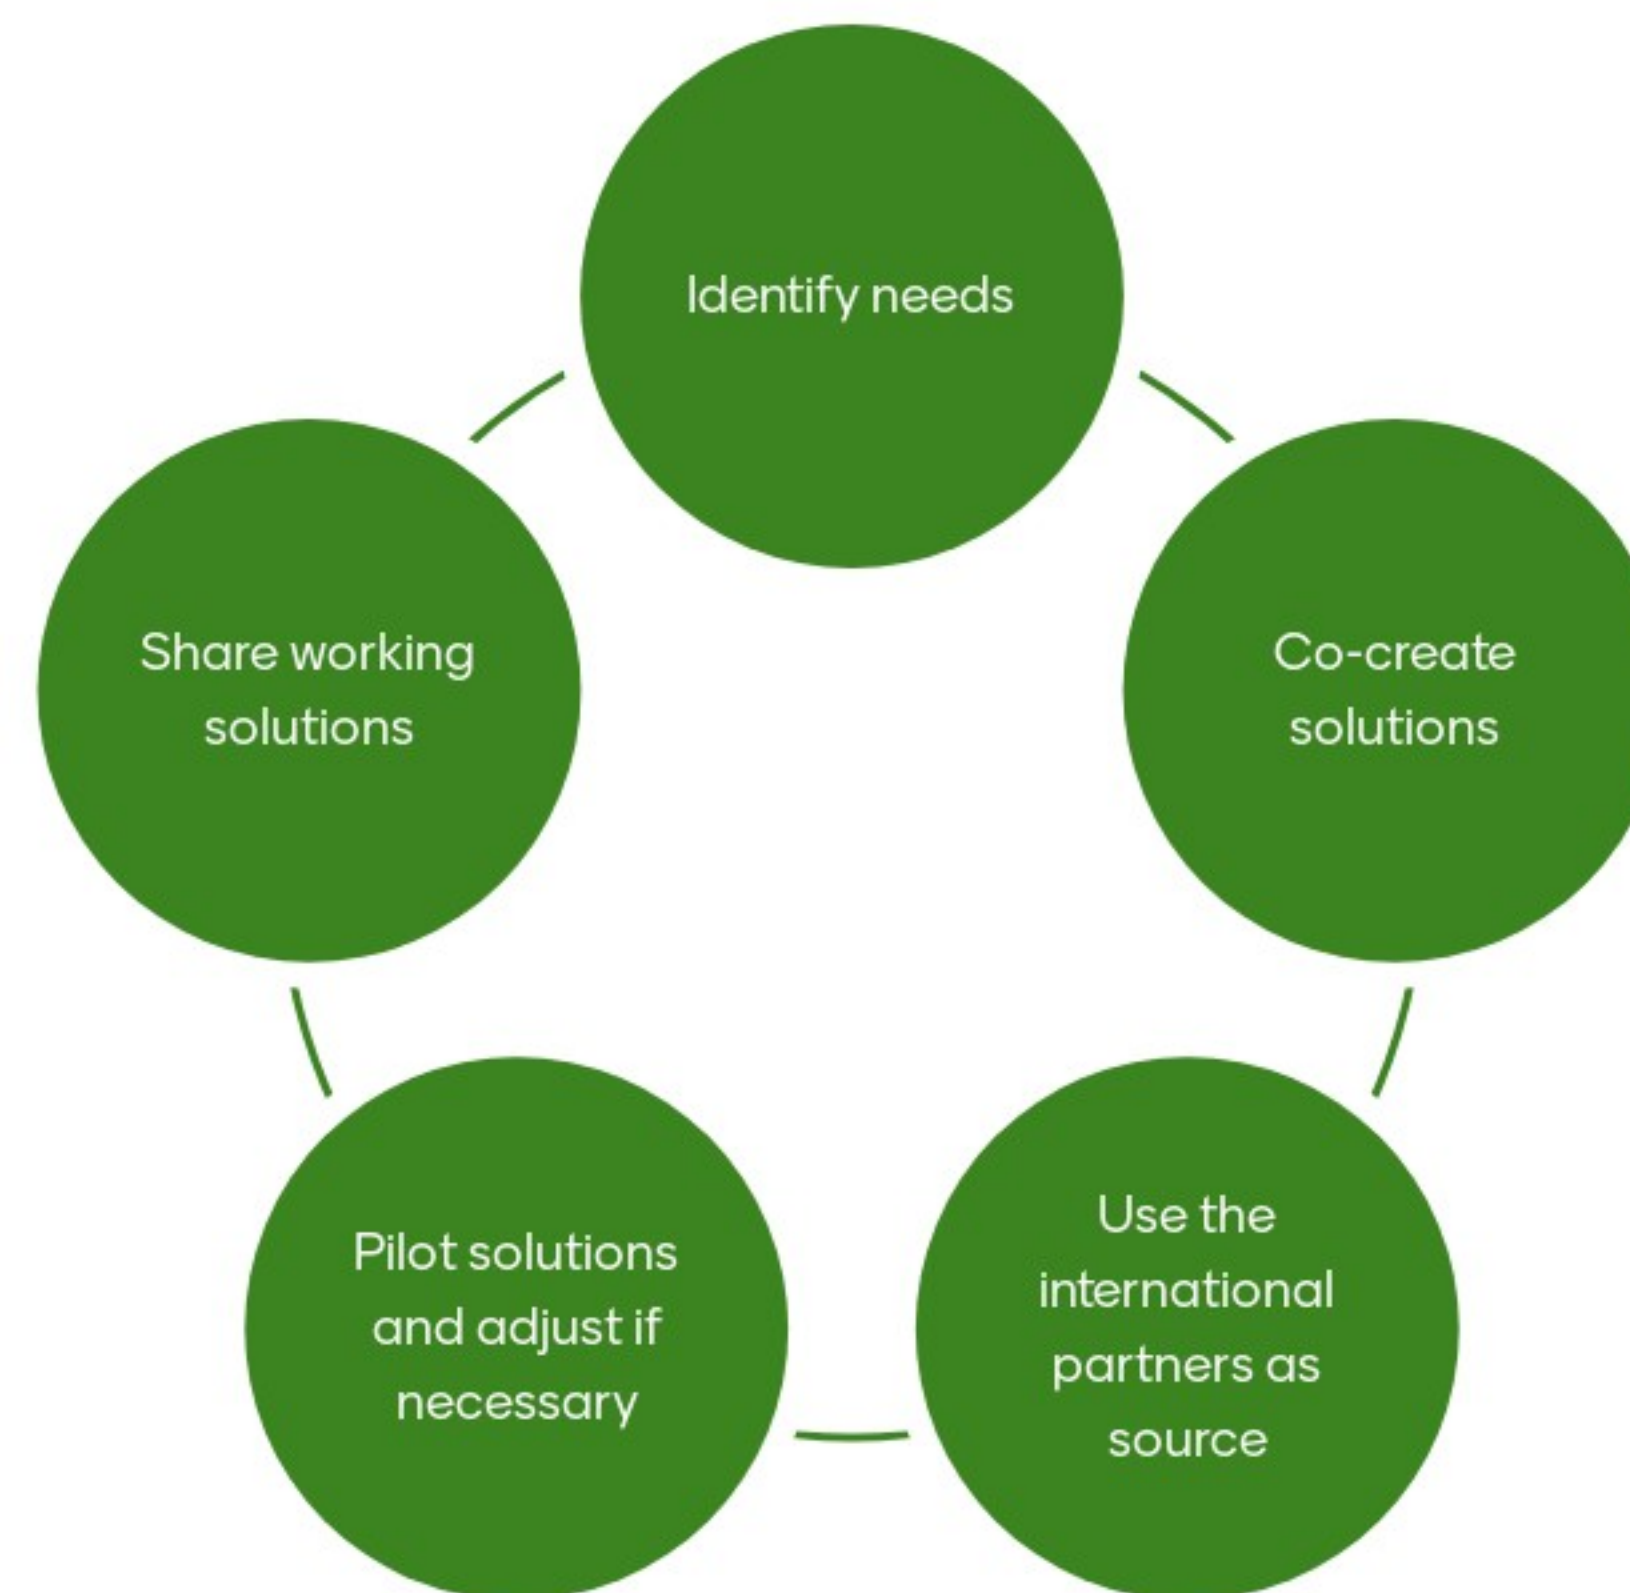 Identify needs
Co-create
solutions
Use the
international
partners as
source
Pilot solutions
and adjust if
necessary
Share working
solutions